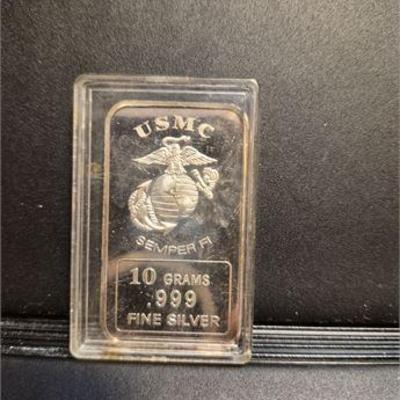 USMC
SEMPER FI
10 GRAMS
.999
FINE SILVER